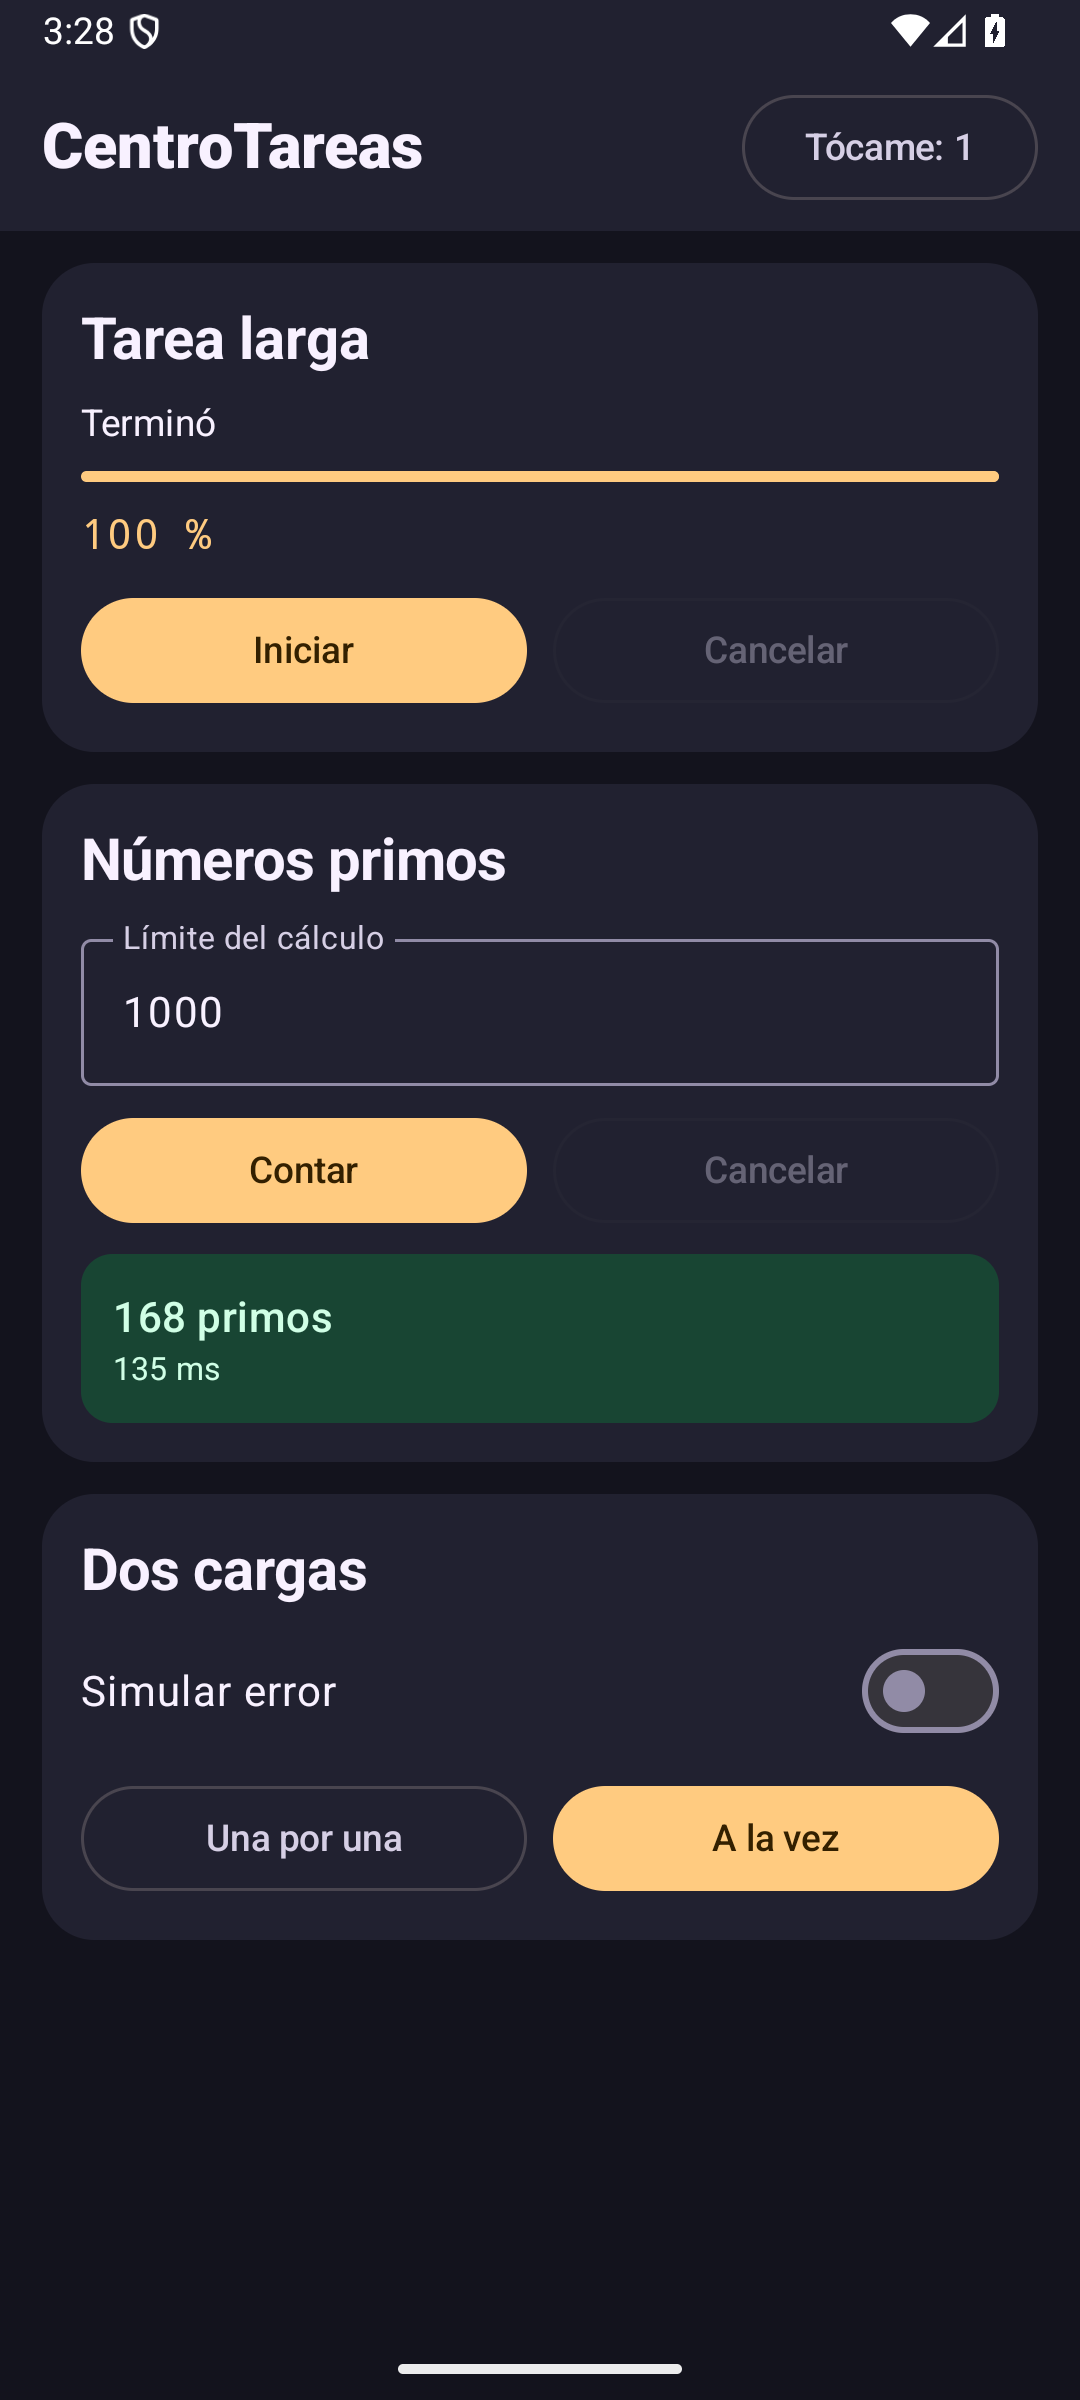 3:28
CentroTareas
Tócame: 1
Tarea larga
Terminó
100 %
Iniciar
Cancelar
Números primos
Límite del cálculo
1000
Contar
Cancelar
168 primos
135 ms
Dos cargas
Simular error
Una por una
A la vez